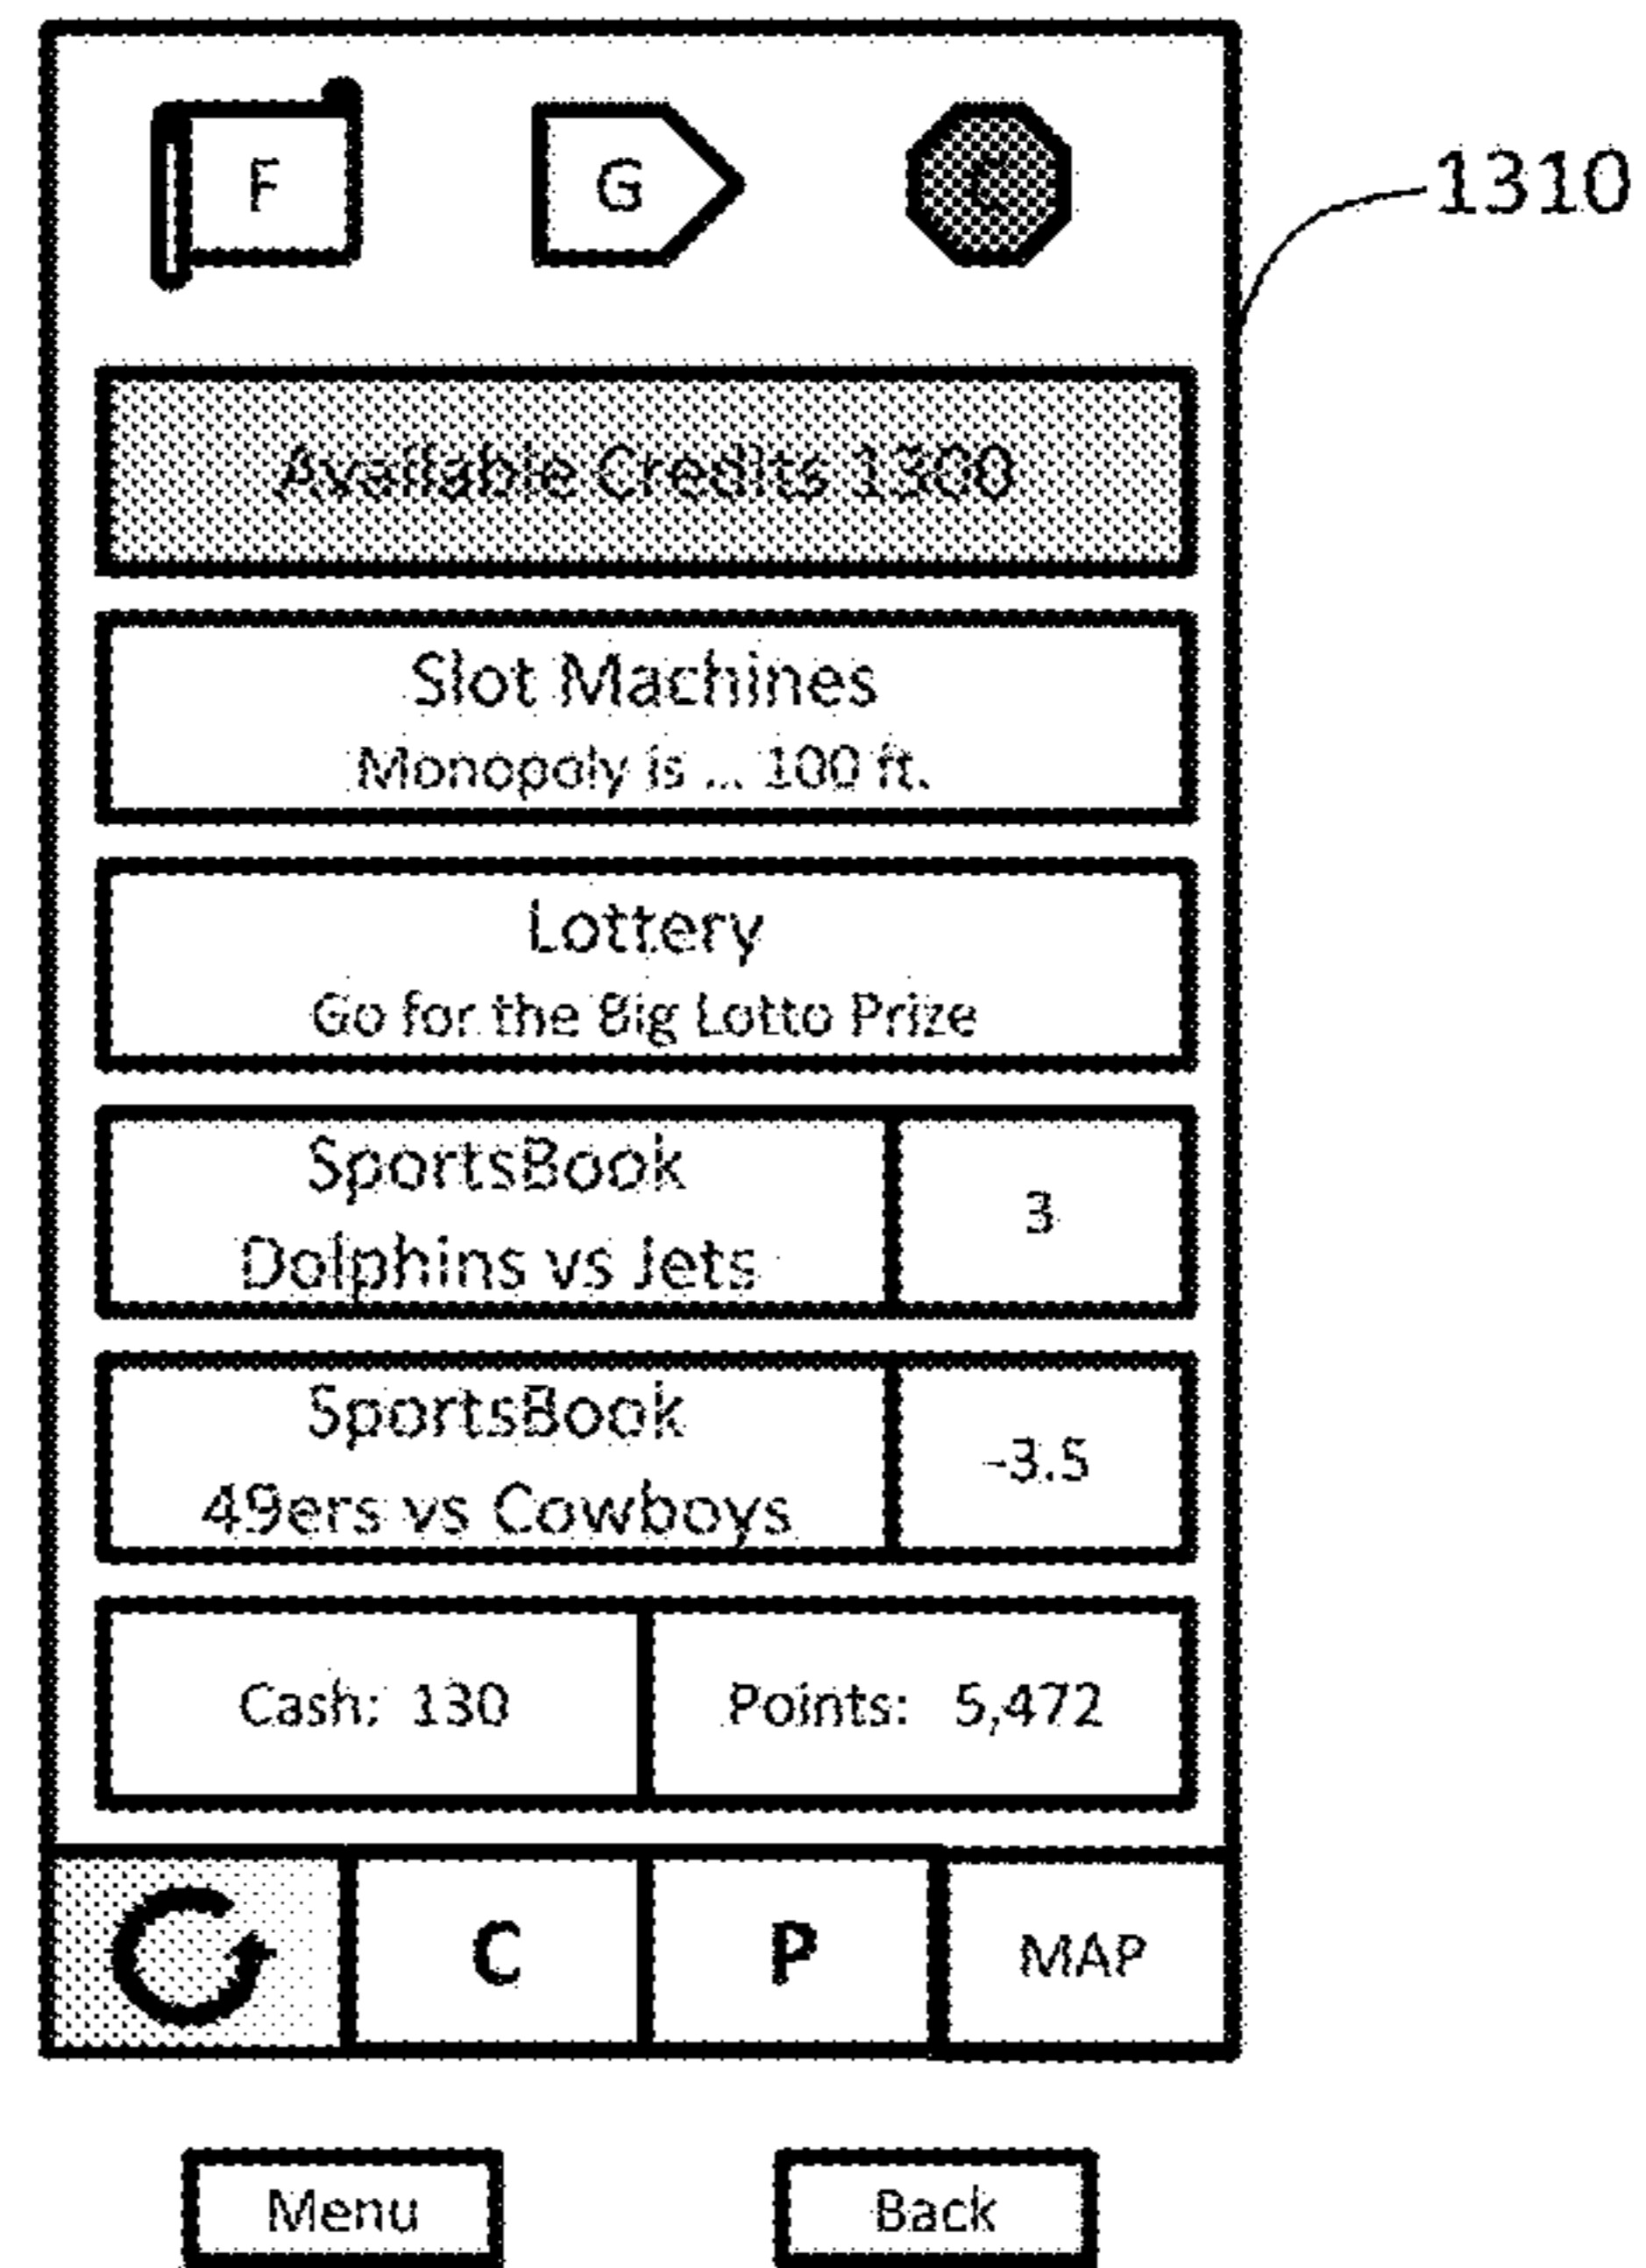 F
G
C
1310
Available Credits 1300
Slot Machines
Monopoly is ... 100 ft.
Lottery
Go for the Big Lotto Prize
SportsBook
Dolphins vs Jets
3
SportsBook
49ers vs Cowboys
-3.5
Cash: 130
Points: 5,472
C
P
MAP
Menu
Back